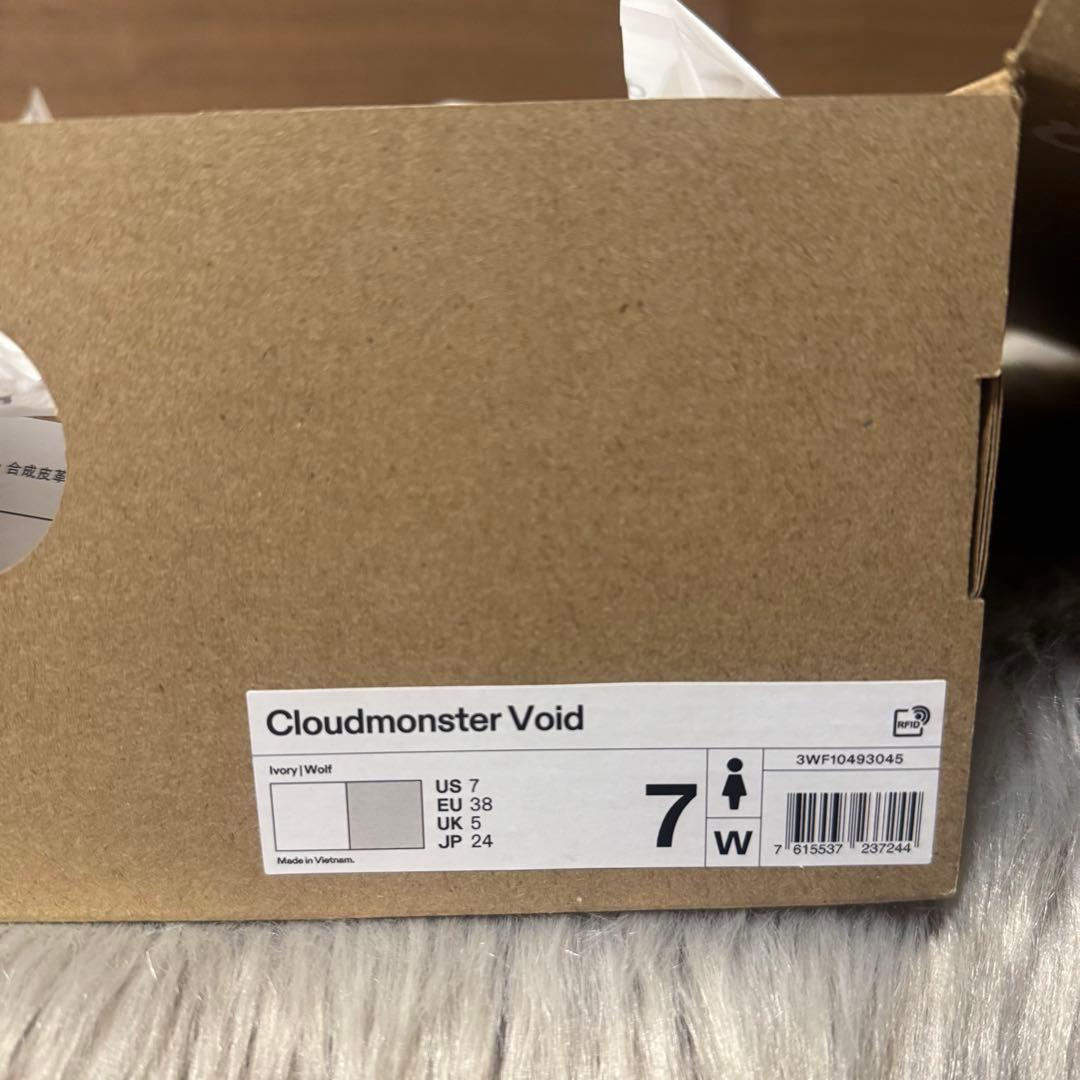 合成皮革
Cloudmonster Void
RFID
Ivory | Wolf
US 7
EU 38
UK 5
JP 24
Made in Vietnam.
7
W
3WF10493045
7 615537 237244